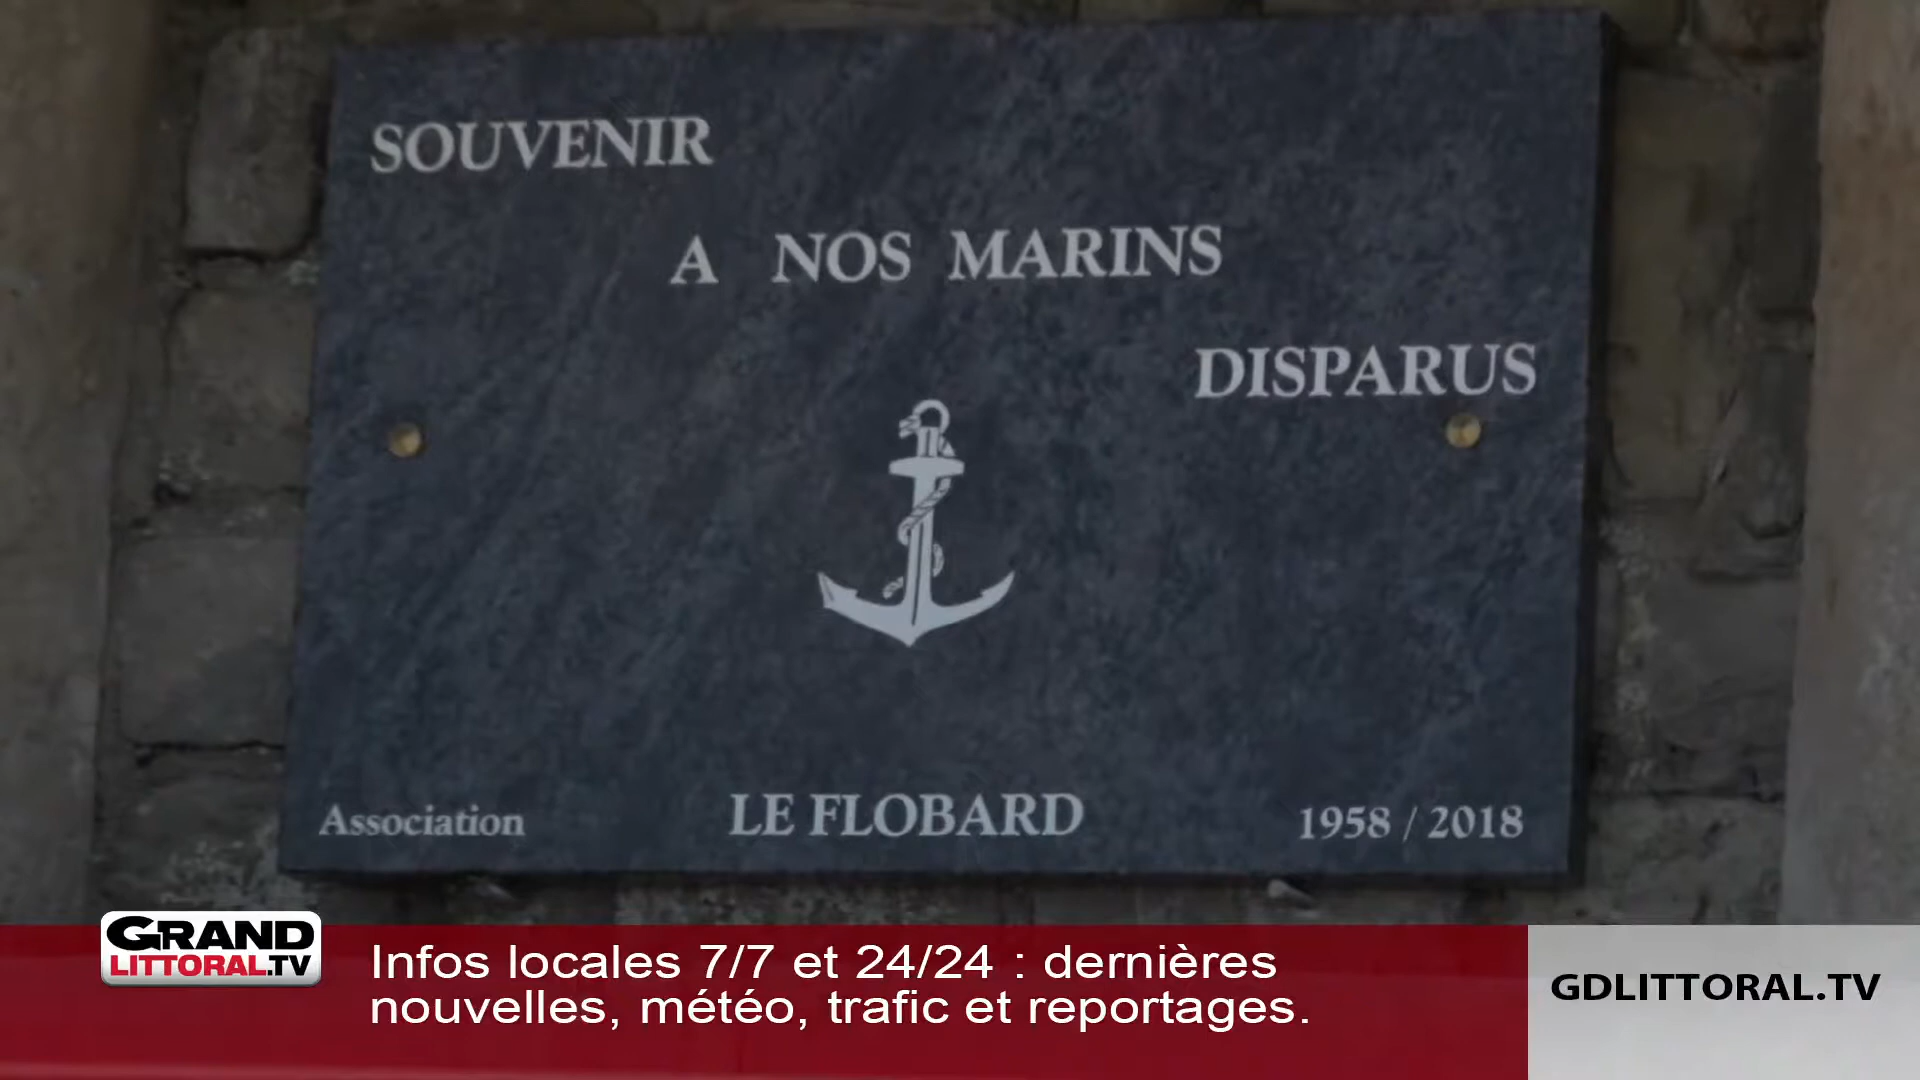 SOUVENIR
A NOS MARINS
DISPARUS
Association LE FLOBARD 1958 / 2018
GRAND
LITTORAL.TV
Infos locales 7/7 et 24/24 : dernières
nouvelles, météo, trafic et reportages.
GDLITTORAL.TV